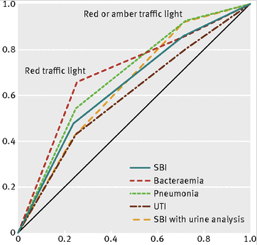 1.0
Red or amber traffic light
0.8
Red traffic light
0.6
0.4
SBI
Bacteraemia
0.2
Pneumonia
UTI
SBI with urine analysis
0
0 0.2 0.4 0.6 0.8 1.0